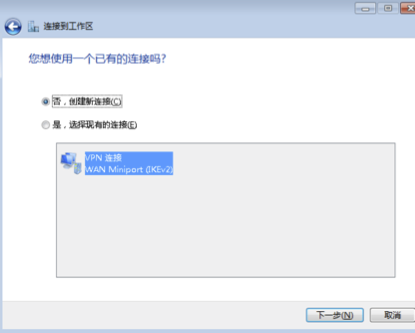 连接到工作区
您想使用一个已有的连接吗?
否，创建新连接(C)
是，选择现有的连接(E)
VPN 连接
WAN Miniport (IKEv2)
下一步(N)
取消